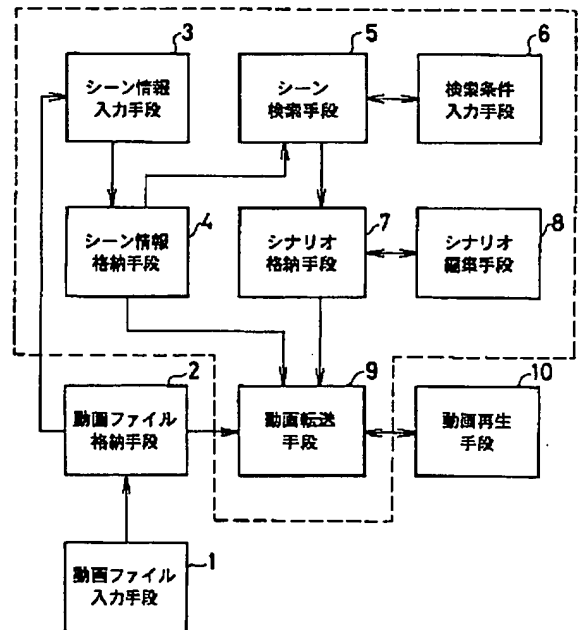 3
シーン情報
入力手段
5
シーン
検索手段
6
検索条件
入力手段
4
シーン情報
格納手段
7
シナリオ
格納手段
8
シナリオ
編集手段
2
動画ファイル
格納手段
9
動画転送
手段
10
動画再生
手段
1
動画ファイル
入力手段